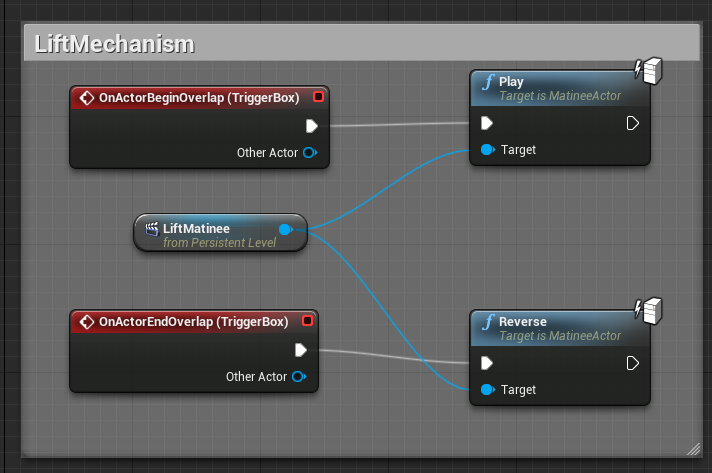 LiftMechanism
OnActorBeginOverlap (TriggerBox)
Other Actor
Play
Target is MatineeActor
Target
LiftMatinee
from Persistent Level
OnActorEndOverlap (TriggerBox)
Other Actor
Reverse
Target is MatineeActor
Target